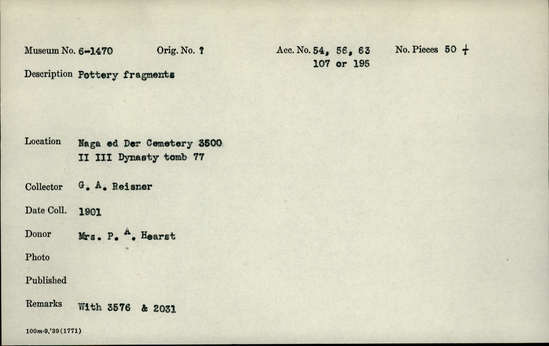 Museum No. 6-1470 Orig. No. ? Acc. No. 54, 56, 63 No. Pieces 50 +
107 or 195
Description Pottery fragments
Location Naga ed Der Cemetery 3500
II III Dynasty tomb 77
Collector G. A. Reisner
Date Coll. 1901
Donor Mrs. P. A. Hearst
Photo
Published
Remarks With 3576 & 2031
100m-9,'39(1771)